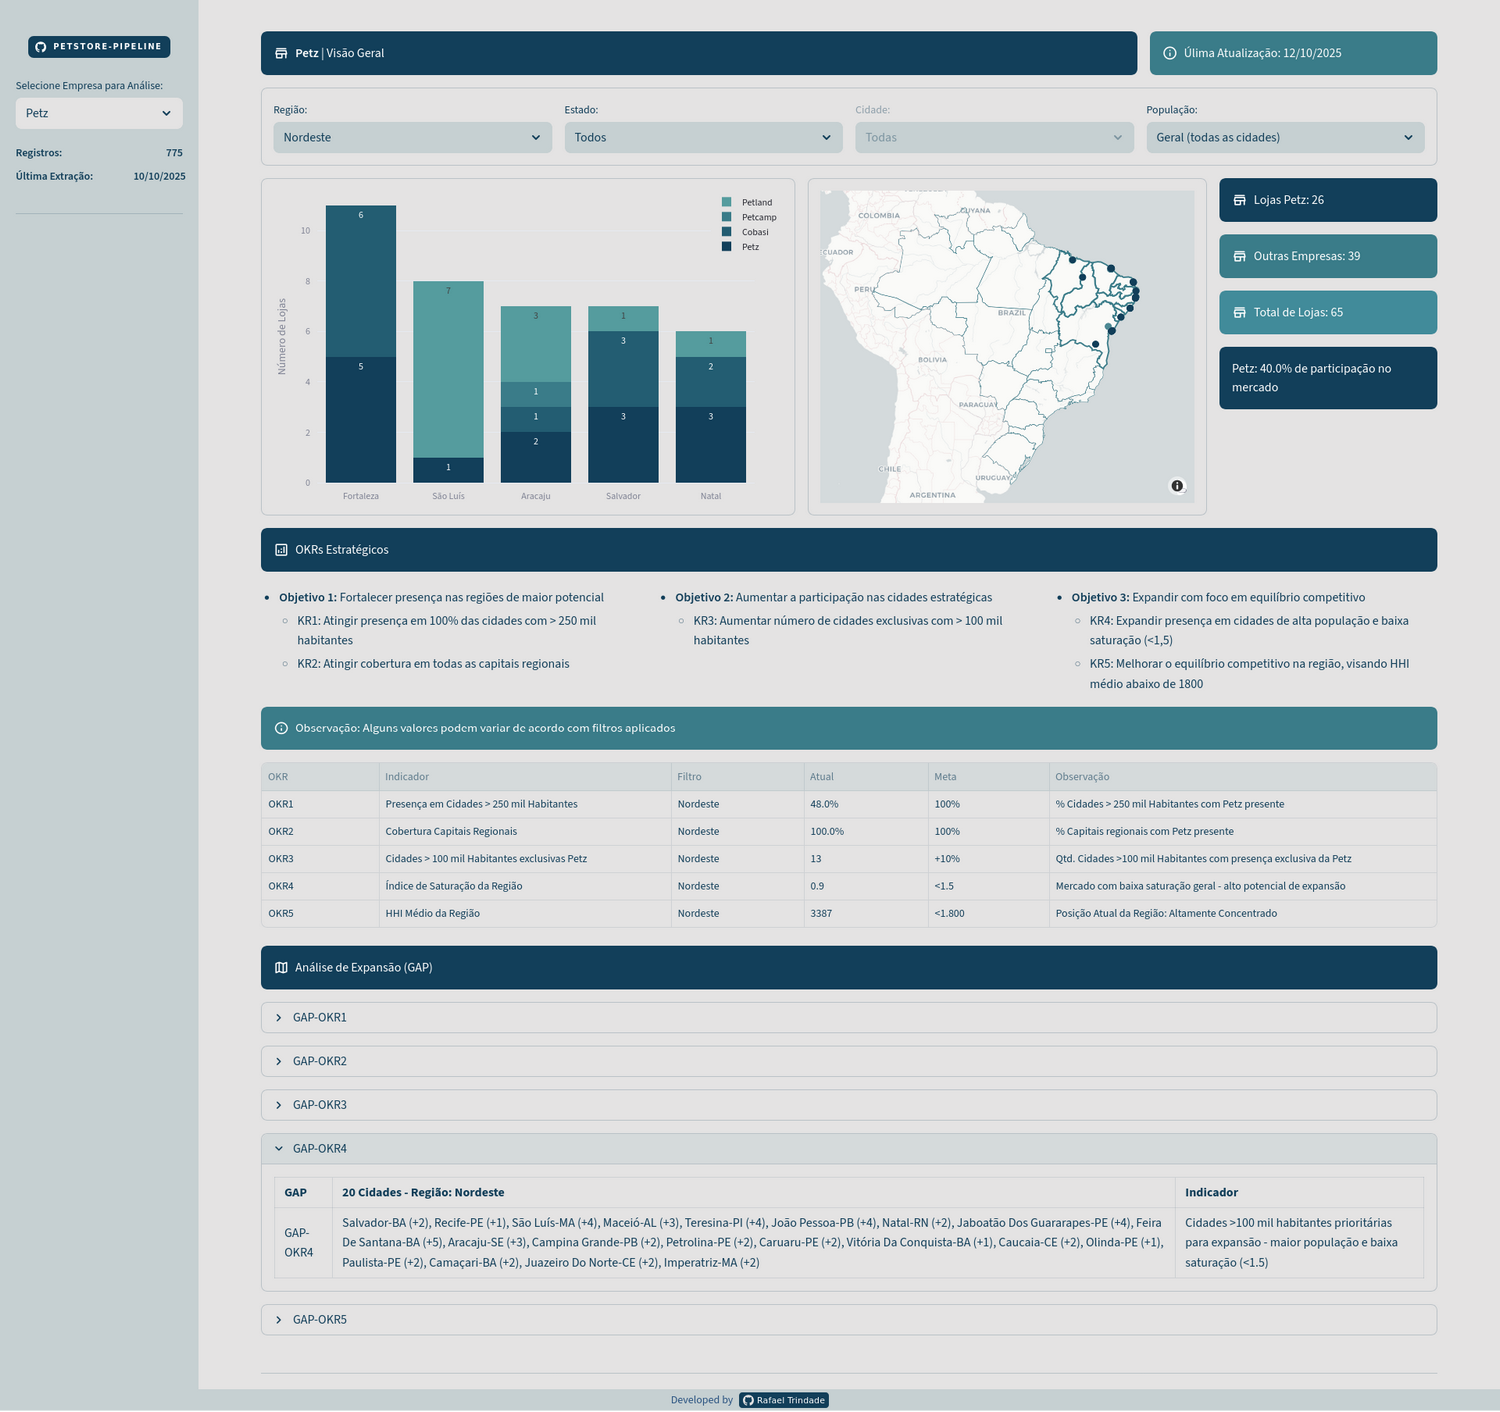 PETSTORE-PIPELINE
Selecione Empresa para Análise:
Petz
Registros: 775
Última Extração: 10/10/2025
Petz | Visão Geral
Úlima Atualização: 12/10/2025
Região:
Nordeste
Estado:
Todos
Cidade:
Todas
População:
Geral (todas as cidades)
Petland
Petcamp
Cobasi
Petz
Número de Lojas
10
8
6
4
2
0
6
5
7
1
3
1
1
2
1
3
3
1
2
3
Fortaleza
São Luís
Aracaju
Salvador
Natal
COLOMBIA
GUYANA
CUADOR
PERU
BRAZIL
BOLIVIA
PARAGUAY
CHILE
URUGUAY
ARGENTINA
Lojas Petz: 26
Outras Empresas: 39
Total de Lojas: 65
Petz: 40.0% de participação no
mercado
OKRs Estratégicos
Objetivo 1: Fortalecer presença nas regiões de maior potencial
KR1: Atingir presença em 100% das cidades com > 250 mil
habitantes
KR2: Atingir cobertura em todas as capitais regionais
Objetivo 2: Aumentar a participação nas cidades estratégicas
KR3: Aumentar número de cidades exclusivas com > 100 mil
habitantes
Objetivo 3: Expandir com foco em equilíbrio competitivo
KR4: Expandir presença em cidades de alta população e baixa
saturação (<1,5)
KR5: Melhorar o equilíbrio competitivo na região, visando HHI
médio abaixo de 1800
Observação: Alguns valores podem variar de acordo com filtros aplicados
OKR Indicador Filtro Atual Meta Observação
OKR1 Presença em Cidades > 250 mil Habitantes Nordeste 48.0% 100% % Cidades > 250 mil Habitantes com Petz presente
OKR2 Cobertura Capitais Regionais Nordeste 100.0% 100% % Capitais regionais com Petz presente
OKR3 Cidades > 100 mil Habitantes exclusivas Petz Nordeste 13 +10% Qtd. Cidades >100 mil Habitantes com presença exclusiva da Petz
OKR4 Índice de Saturação da Região Nordeste 0.9 <1.5 Mercado com baixa saturação geral - alto potencial de expansão
OKR5 HHI Médio da Região Nordeste 3387 <1.800 Posição Atual da Região: Altamente Concentrado
Análise de Expansão (GAP)
GAP-OKR1
GAP-OKR2
GAP-OKR3
GAP-OKR4
GAP 20 Cidades - Região: Nordeste Indicador
GAP-
OKR4
Salvador-BA (+2), Recife-PE (+1), São Luís-MA (+4), Maceió-AL (+3), Teresina-PI (+4), João Pessoa-PB (+4), Natal-RN (+2), Jaboatão Dos Guararapes-PE (+4), Feira
De Santana-BA (+5), Aracaju-SE (+3), Campina Grande-PB (+2), Petrolina-PE (+2), Caruaru-PE (+2), Vitória Da Conquista-BA (+1), Caucaia-CE (+2), Olinda-PE (+1),
Paulista-PE (+2), Camaçari-BA (+2), Juazeiro Do Norte-CE (+2), Imperatriz-MA (+2)
Cidades >100 mil habitantes prioritárias
para expansão - maior população e baixa
saturação (<1.5)
GAP-OKR5
Developed by Rafael Trindade